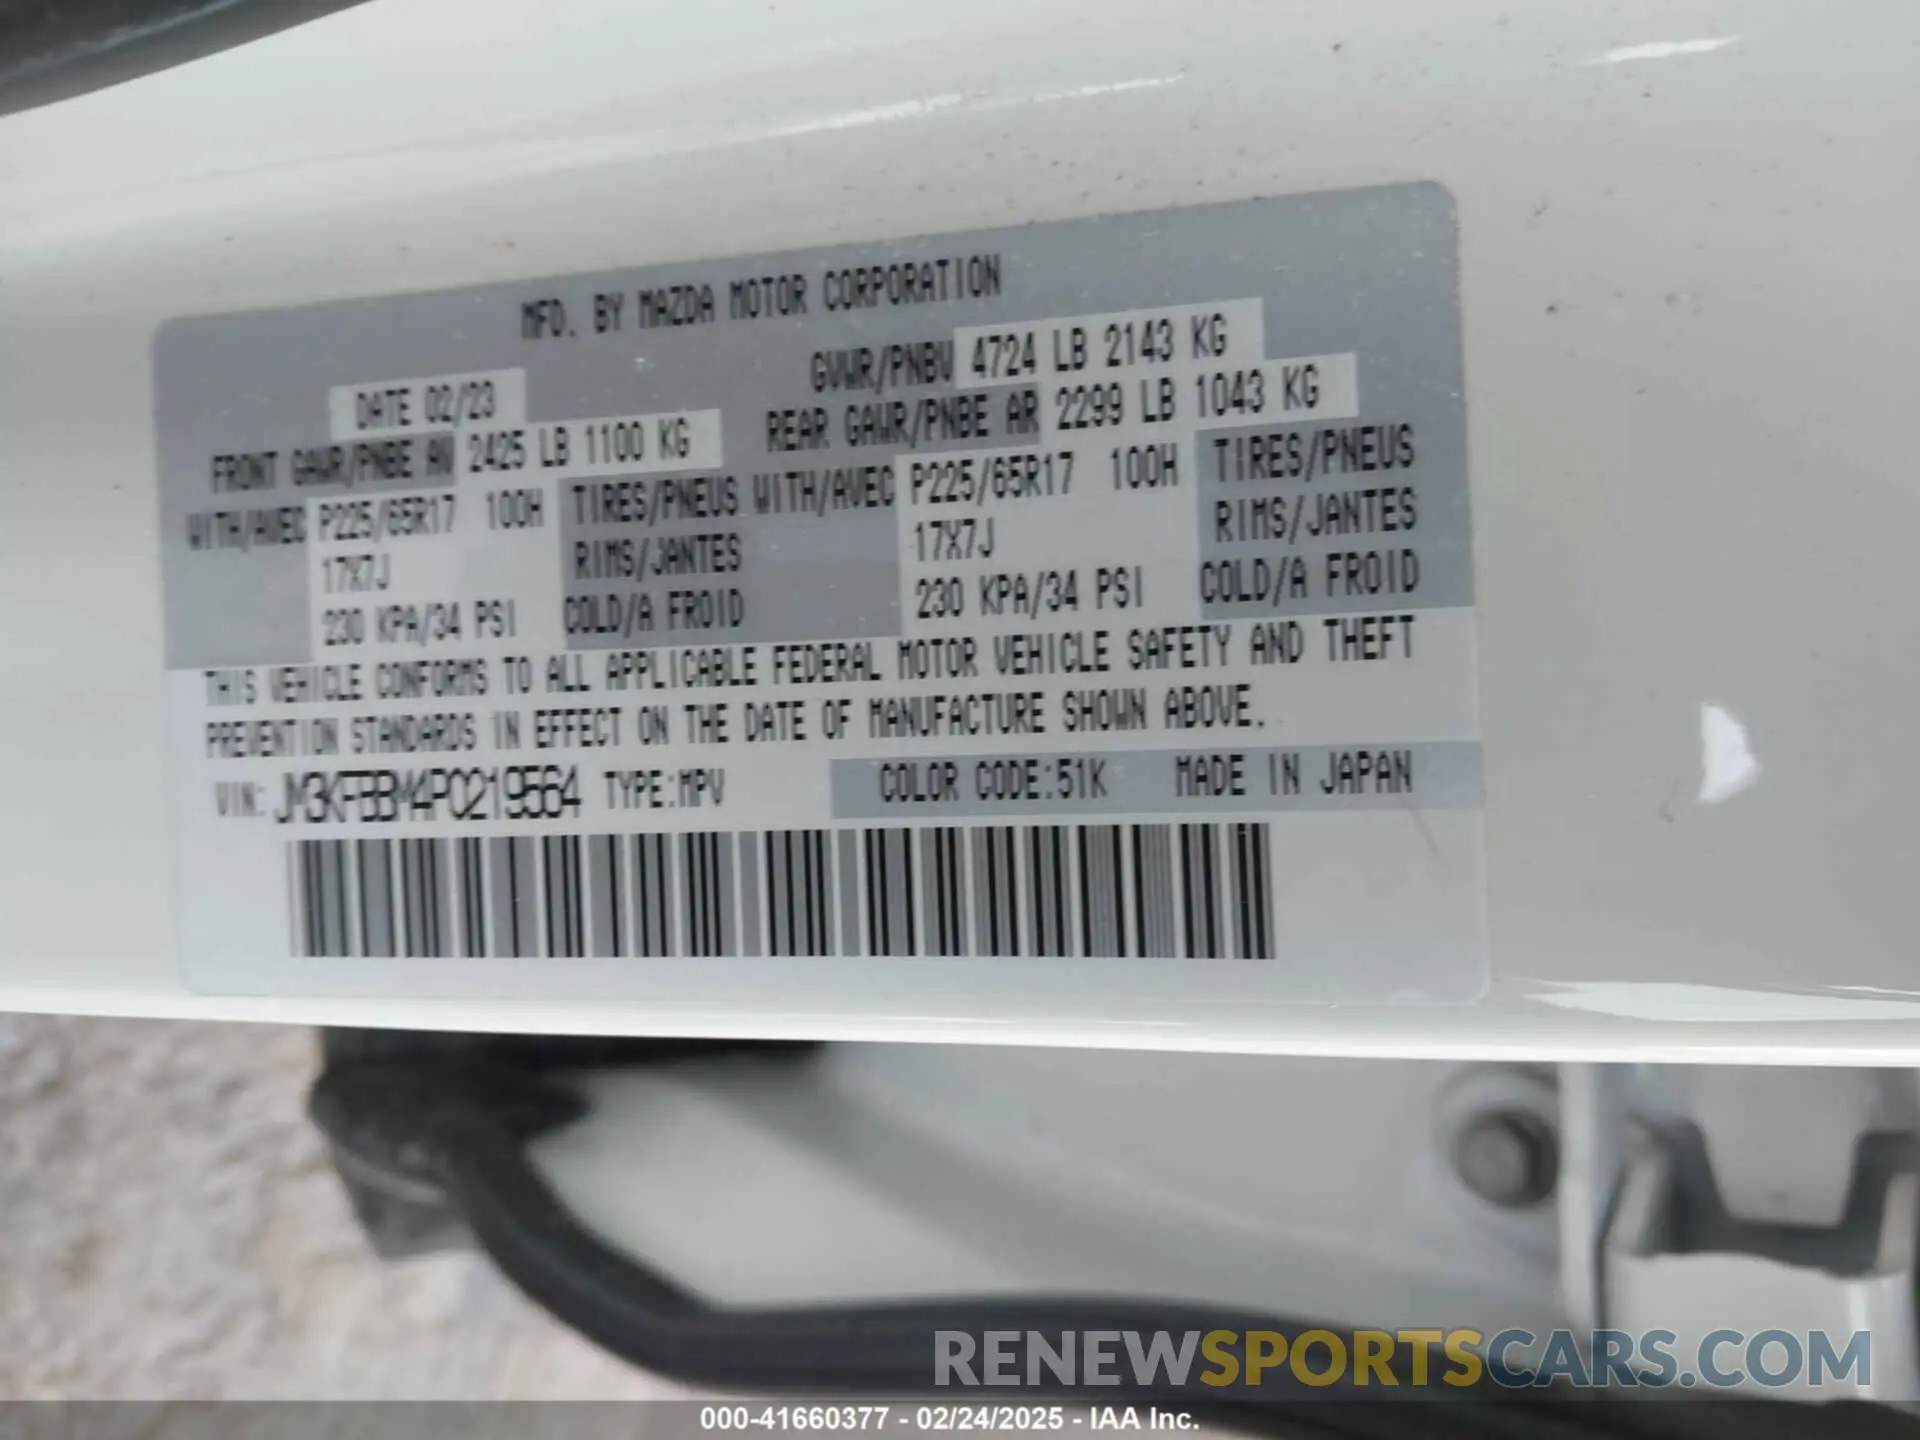 MFD. BY MAZDA MOTOR CORPORATION
DATE 02/23 GVWR/PNBV 4724 LB 2143 KG
FRONT GAWR/PNBE AV 2425 LB 1100 KG REAR GAWR/PNBE AR 2299 LB 1043 KG
WITH/AVEC P225/65R17 100H TIRES/PNEUS WITH/AVEC P225/65R17 100H TIRES/PNEUS
17X7J RIMS/JANTES 17X7J RIMS/JANTES
230 KPA/34 PSI COLD/A FROID 230 KPA/34 PSI COLD/A FROID
THIS VEHICLE CONFORMS TO ALL APPLICABLE FEDERAL MOTOR VEHICLE SAFETY AND THEFT
PREVENTION STANDARDS IN EFFECT ON THE DATE OF MANUFACTURE SHOWN ABOVE.
VIN: JM3KFBBM4P0219564 TYPE:MPV COLOR CODE:51K MADE IN JAPAN
RENEWSPORTSCARS.COM
000-41660377 - 02/24/2025 - IAA Inc.